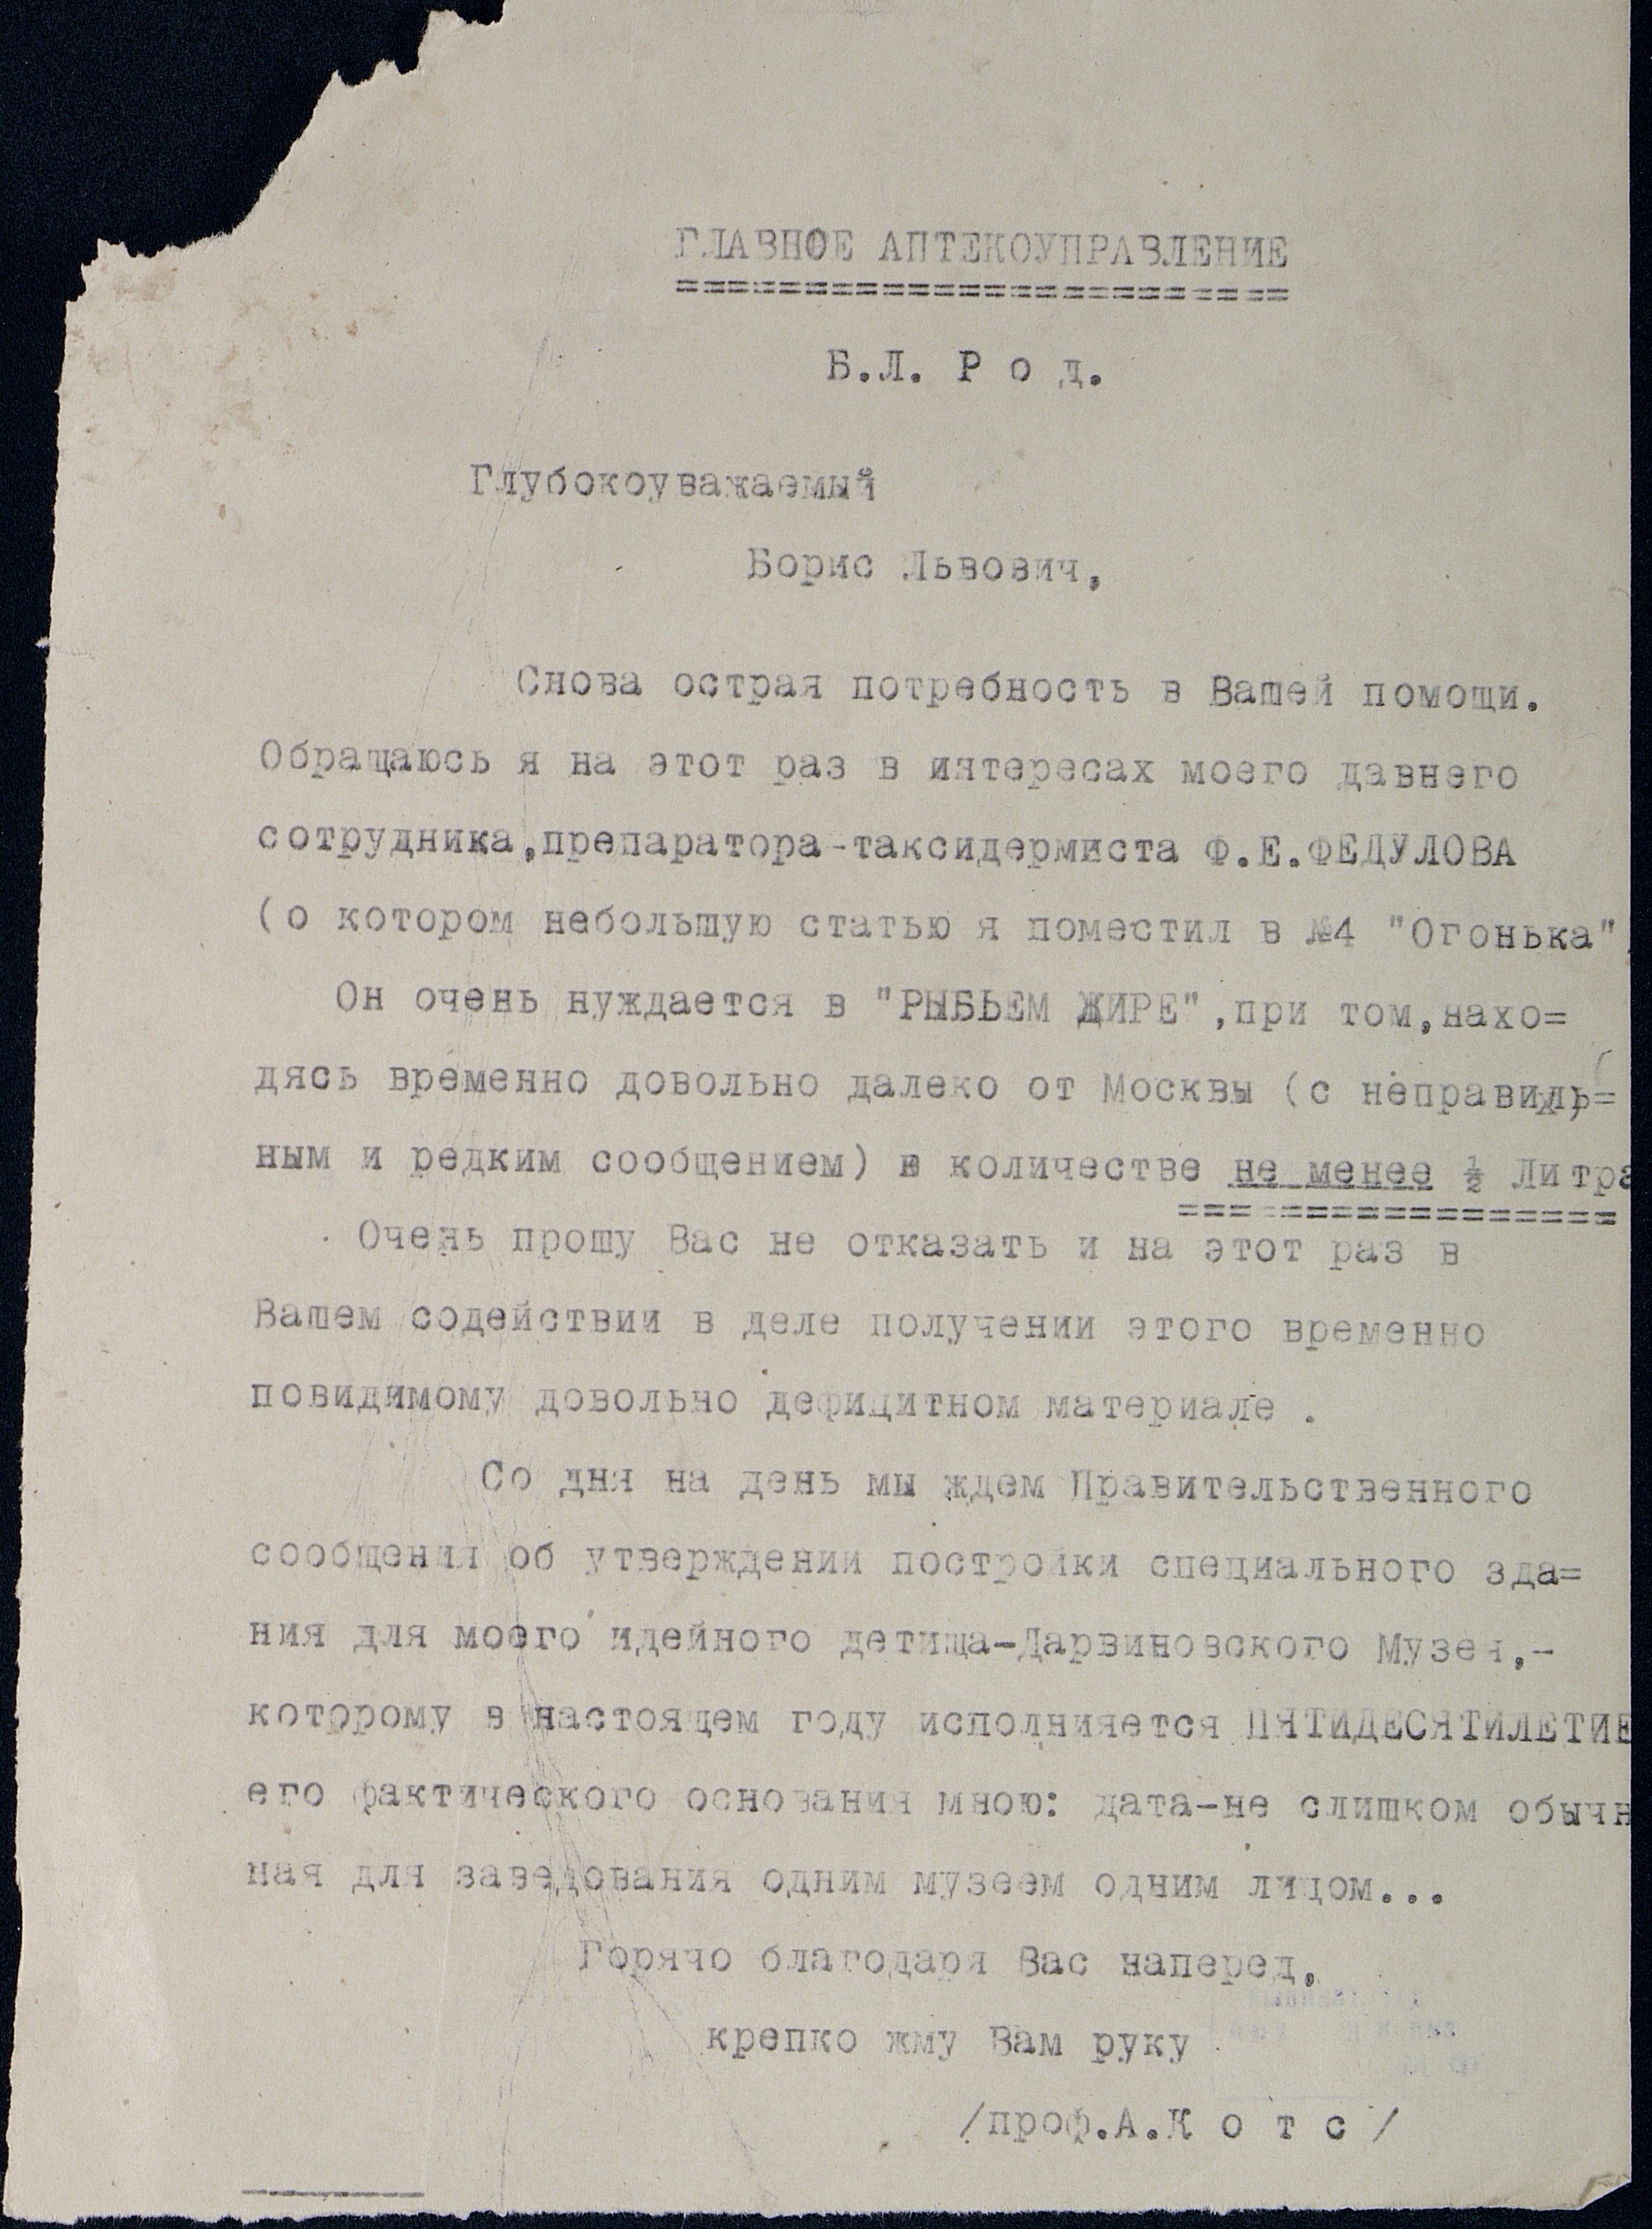 ГЛАВНОЕ АПТЕКОУПРАВЛЕНИЕ
========================
Б.Л. Р о д.
Глубокоуважаемый
Борис Львович,
Снова острая потребность в Вашей помощи.
Обращаюсь я на этот раз в интересах моего давнего
сотрудника,препаратора-таксидермиста Ф.Е.ФЕДУЛОВА
(о котором небольшую статью я поместил в №4 "Огонька"
Он очень нуждается в "РЫБЬЕМ ЖИРЕ",при том,нахо=
дясь временно довольно далеко от Москвы (с неправиль=
ным и редким сообщением) в количестве не менее ½ Литра
=================
Очень прошу Вас не отказать и на этот раз в
Вашем содействии в деле получении этого временно
повидимому довольно дефицитном материале .
Со дня на день мы ждем Правительственного
сообщения об утверждении постройки специального зда=
ния для моего идейного детища-Дарвиновского Музея,-
которому в настоящем году исполнияется ПЯТИДЕСЯТИЛЕТИЕ
его фактического основания мною: дата-не слишком обычн
ная для заведования одним музеем одним лицом...
Горячо благодаря Вас наперед,
крепко жму Вам руку
/проф.А.К о т с/